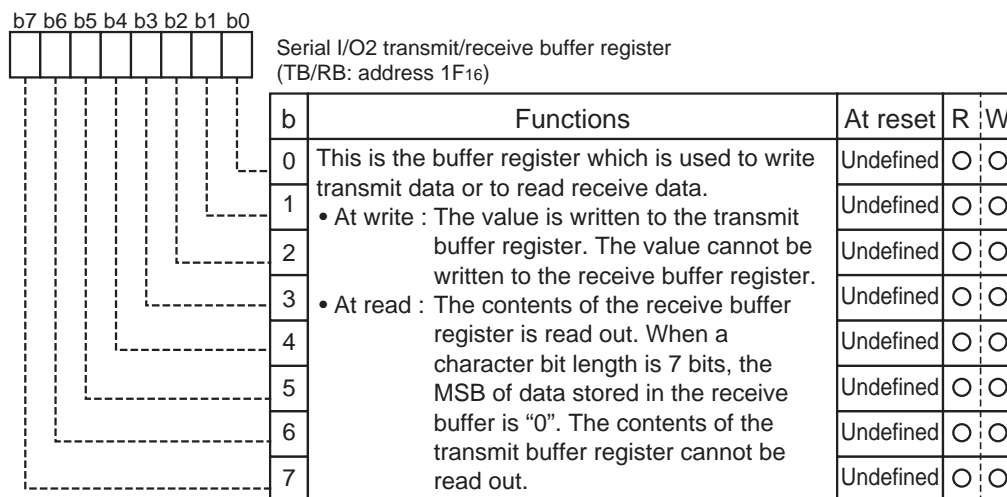 b7 b6 b5 b4 b3 b2 b1 b0
Serial I/O2 transmit/receive buffer register
(TB/RB: address 1F16)
b Functions At reset R W
0 This is the buffer register which is used to write Undefined ○ ○
transmit data or to read receive data.
1 • At write : The value is written to the transmit Undefined ○ ○
2 buffer register. The value cannot be Undefined ○ ○
written to the receive buffer register.
3 • At read : The contents of the receive buffer Undefined ○ ○
4 register is read out. When a Undefined ○ ○
character bit length is 7 bits, the
5 MSB of data stored in the receive Undefined ○ ○
6 buffer is “0”. The contents of the Undefined ○ ○
transmit buffer register cannot be
7 read out. Undefined ○ ○